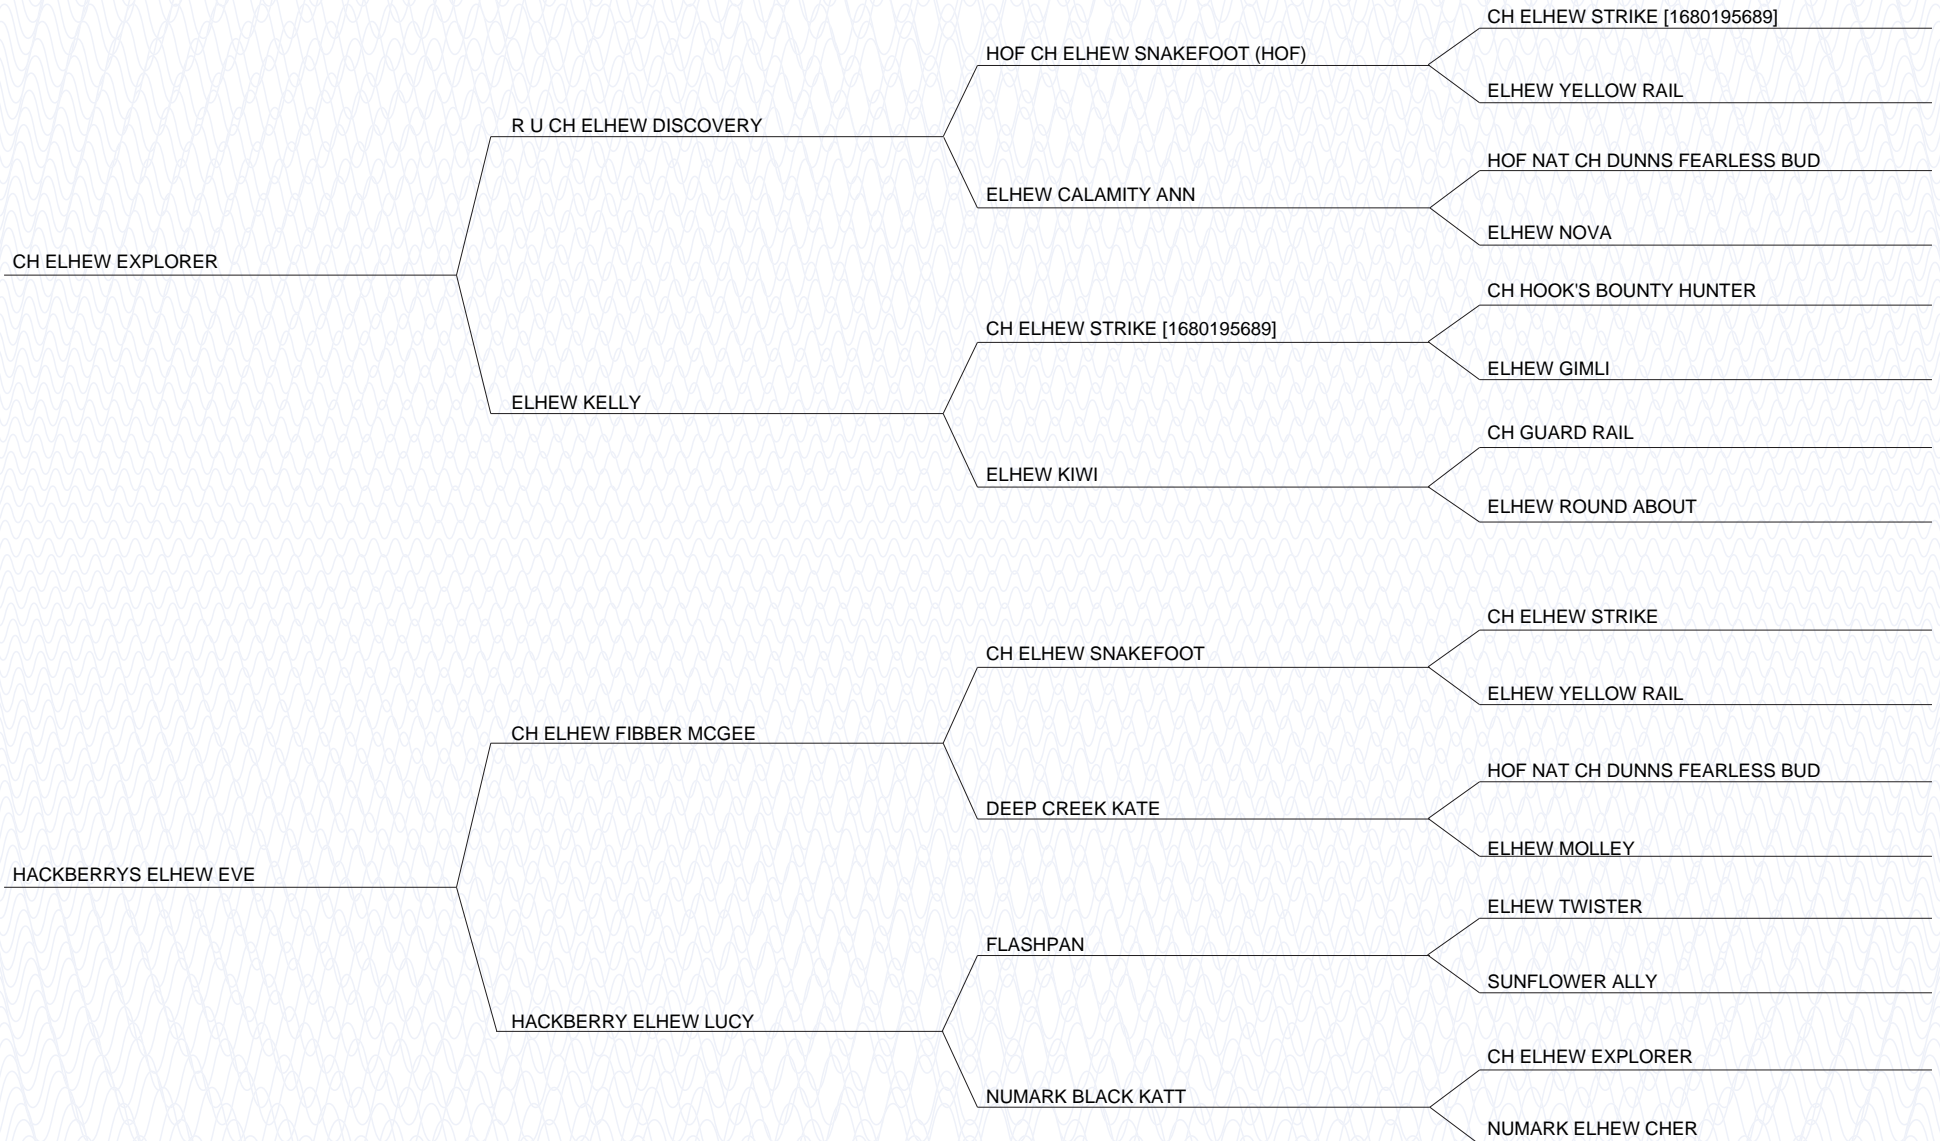 CH ELHEW STRIKE [1680195689]
HOF CH ELHEW SNAKEFOOT (HOF)
ELHEW YELLOW RAIL
R U CH ELHEW DISCOVERY
HOF NAT CH DUNNS FEARLESS BUD
ELHEW CALAMITY ANN
ELHEW NOVA
CH ELHEW EXPLORER
CH HOOK'S BOUNTY HUNTER
CH ELHEW STRIKE [1680195689]
ELHEW GIMLI
ELHEW KELLY
CH GUARD RAIL
ELHEW KIWI
ELHEW ROUND ABOUT
CH ELHEW STRIKE
CH ELHEW SNAKEFOOT
ELHEW YELLOW RAIL
CH ELHEW FIBBER MCGEE
HOF NAT CH DUNNS FEARLESS BUD
DEEP CREEK KATE
ELHEW MOLLEY
HACKBERRYS ELHEW EVE
ELHEW TWISTER
FLASHPAN
SUNFLOWER ALLY
HACKBERRY ELHEW LUCY
CH ELHEW EXPLORER
NUMARK BLACK KATT
NUMARK ELHEW CHER